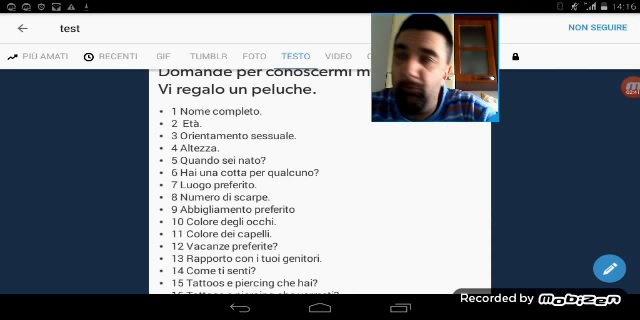 14:16
test
NON SEGUIRE
PIÙ AMATI
RECENTI
GIF
TUMBLR
FOTO
TESTO
VIDEO
Domande per conoscermi
Vi regalo un peluche.
• 1 Nome completo.
• 2 Età.
• 3 Orientamento sessuale.
• 4 Altezza.
• 5 Quando sei nato?
• 6 Hai una cotta per qualcuno?
• 7 Luogo preferito.
• 8 Numero di scarpe.
• 9 Abbigliamento preferito
• 10 Colore degli occhi.
• 11 Colore dei capelli.
• 12 Vacanze preferite?
• 13 Rapporto con i tuoi genitori.
• 14 Come ti senti?
• 15 Tattoos e piercing che hai?
Recorded by Mobizen